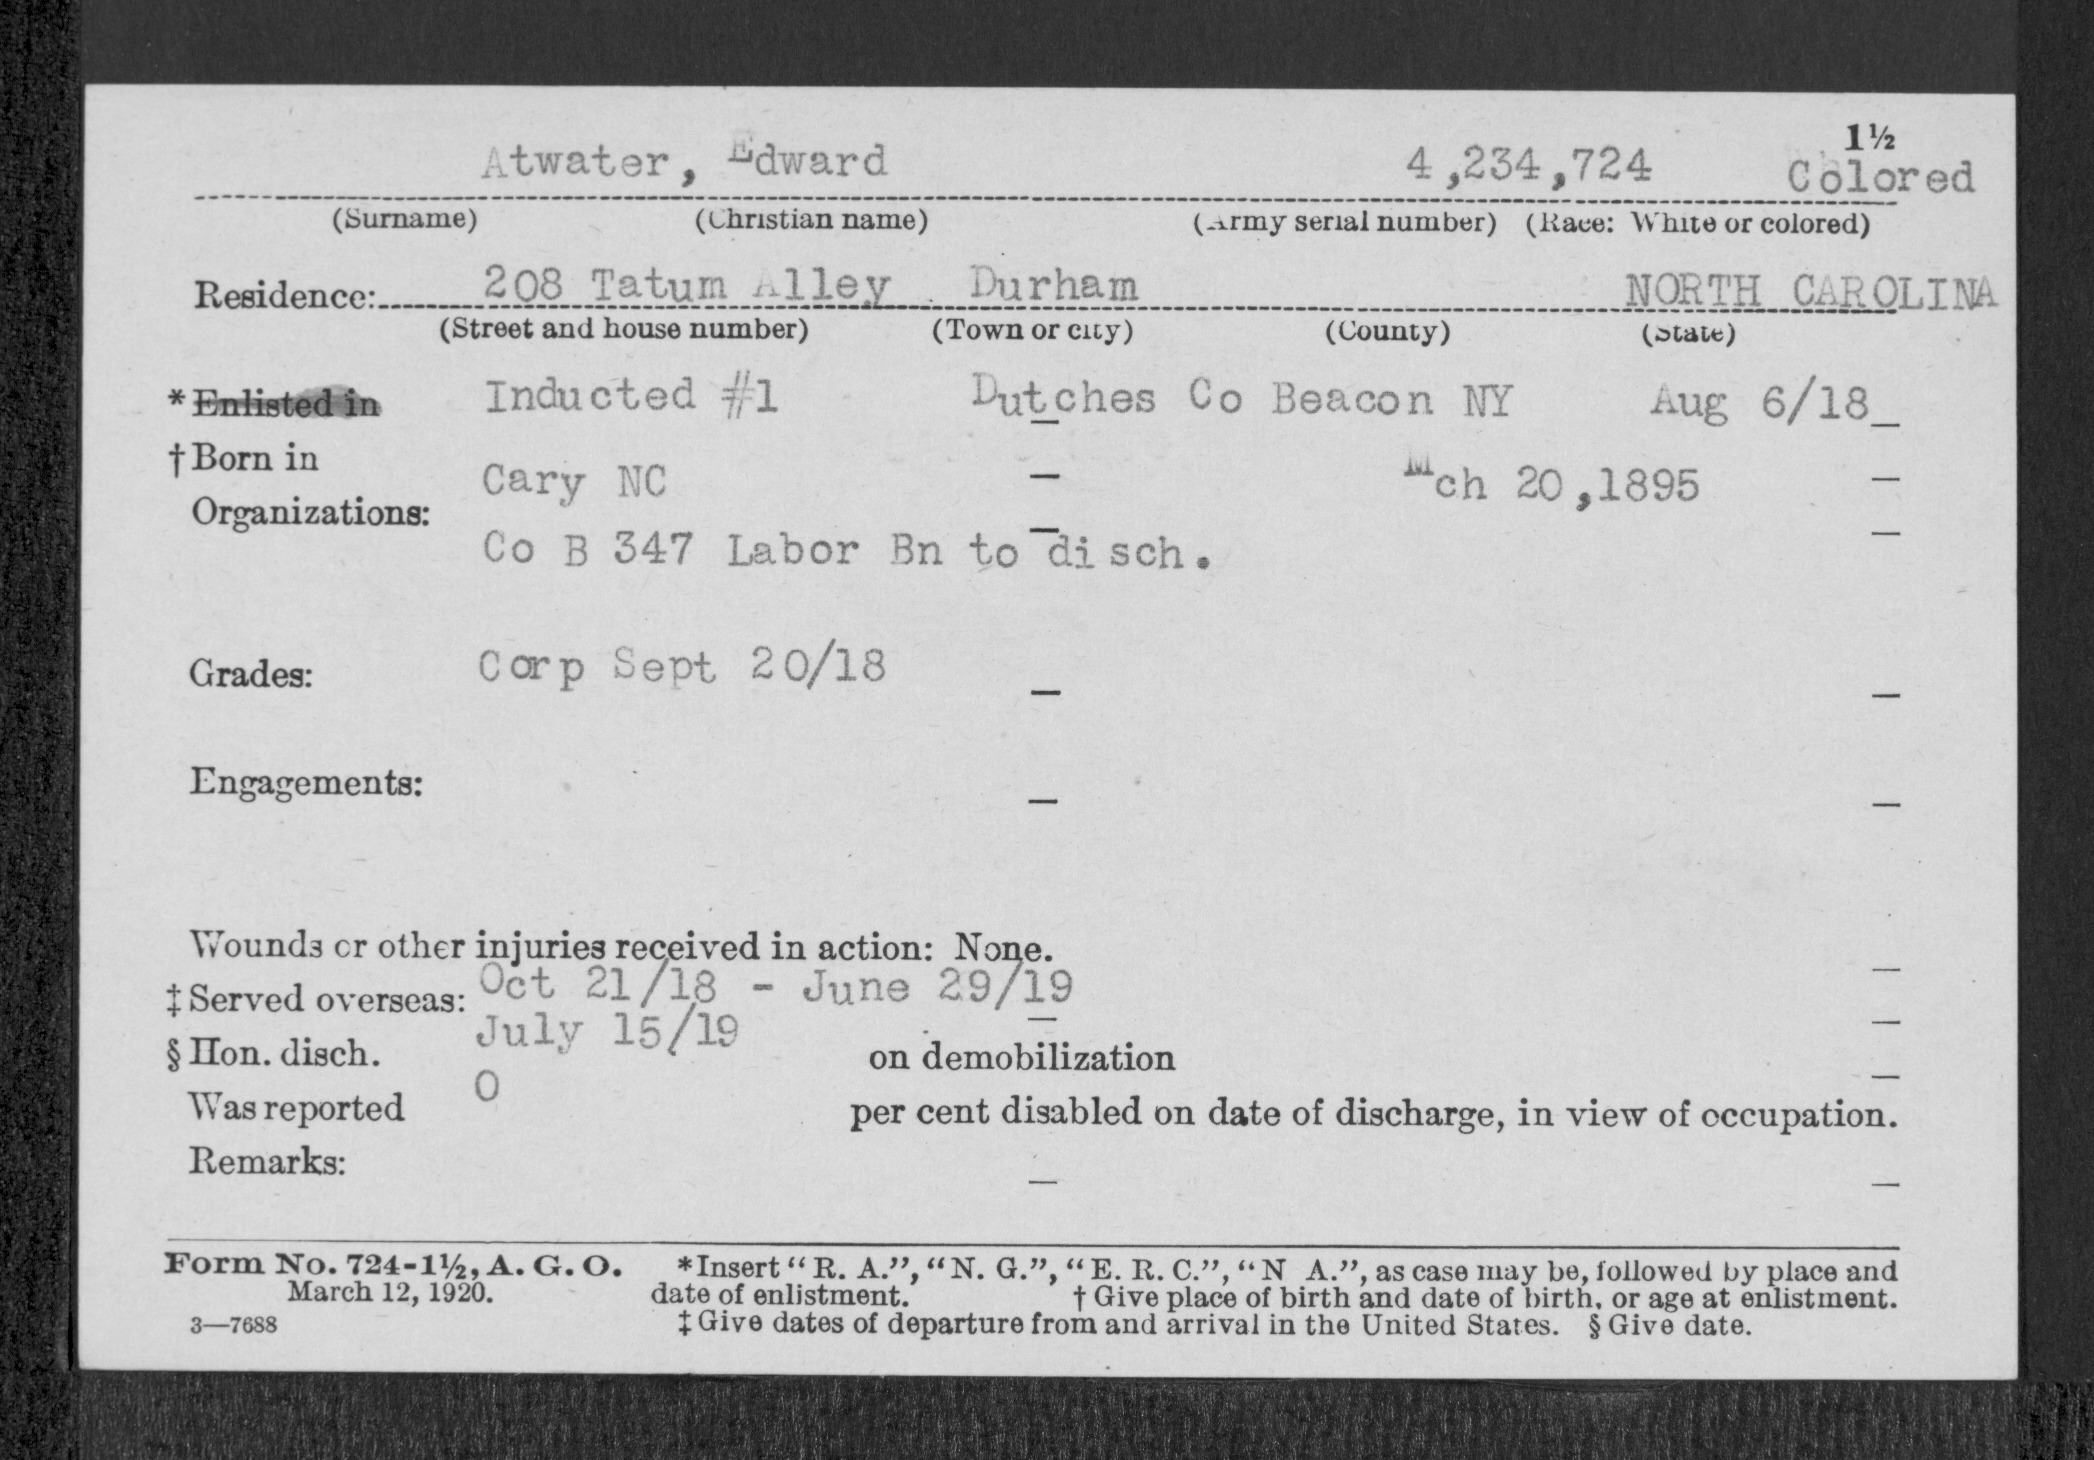 1½
Atwater, Edward 4,234,724 Colored
(Surname) (Christian name) (Army serial number) (Race: White or colored)
Residence: 208 Tatum Alley Durham NORTH CAROLINA
(Street and house number) (Town or city) (County) (State)
*Enlisted in Inducted #1 Dutches Co Beacon NY Aug 6/18
†Born in Cary NC Mch 20,1895
Organizations:
Co B 347 Labor Bn to disch.
Grades: Corp Sept 20/18
Engagements:
Wounds or other injuries received in action: None.
‡Served overseas: Oct 21/18 - June 29/19
§Hon. disch. July 15/19 on demobilization
Was reported 0 per cent disabled on date of discharge, in view of occupation.
Remarks:
Form No. 724-1½, A. G. O. *Insert "R. A.", "N. G.", "E. R. C.", "N A.", as case may be, followed by place and
March 12, 1920. date of enlistment. †Give place of birth and date of birth, or age at enlistment.
3—7688 ‡Give dates of departure from and arrival in the United States. §Give date.